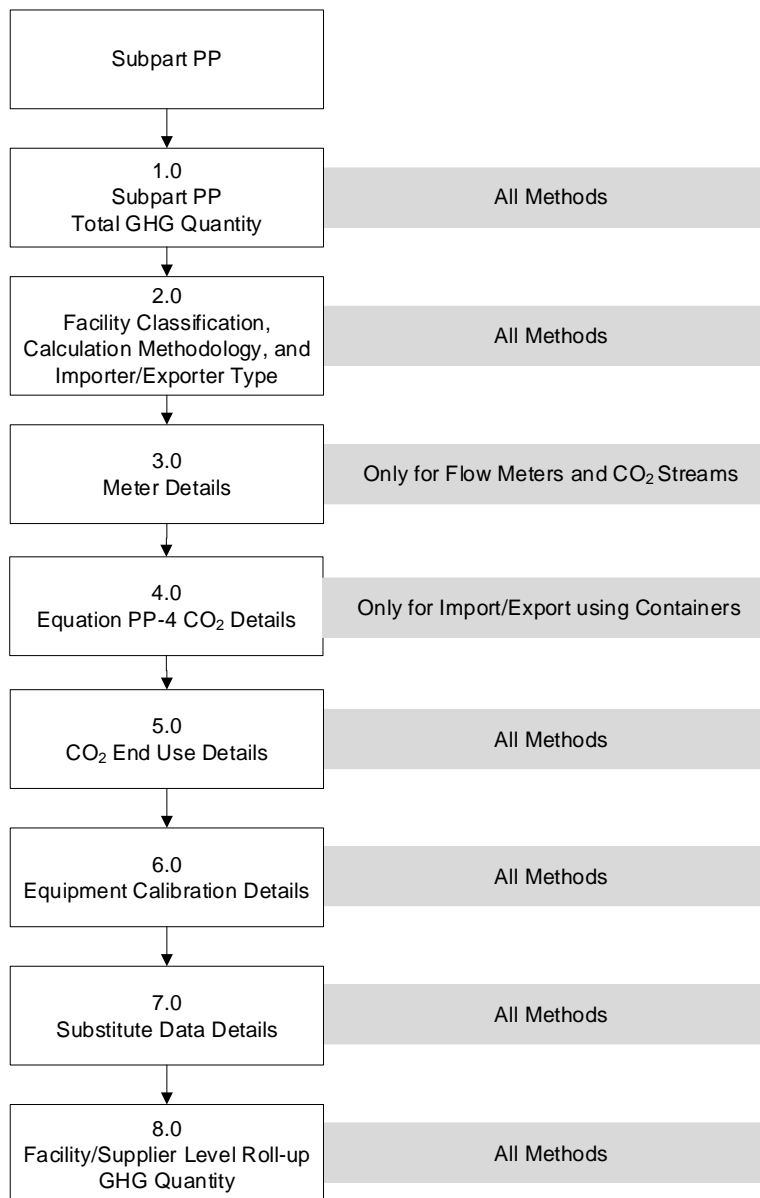 Subpart PP
1.0
Subpart PP
Total GHG Quantity
All Methods
2.0
Facility Classification,
Calculation Methodology, and
Importer/Exporter Type
All Methods
3.0
Meter Details
Only for Flow Meters and CO₂ Streams
4.0
Equation PP-4 CO₂ Details
Only for Import/Export using Containers
5.0
CO₂ End Use Details
All Methods
6.0
Equipment Calibration Details
All Methods
7.0
Substitute Data Details
All Methods
8.0
Facility/Supplier Level Roll-up
GHG Quantity
All Methods